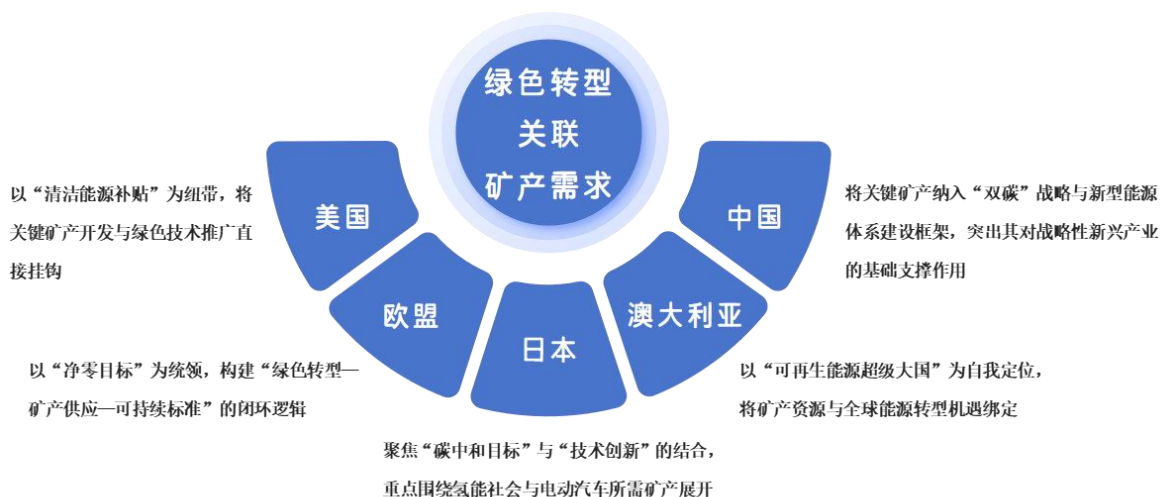 绿色转型
关联
矿产需求
美国
以“清洁能源补贴”为纽带，将
关键矿产开发与绿色技术推广直
接挂钩
欧盟
以“净零目标”为统领，构建“绿色转型—
矿产供应—可持续标准”的闭环逻辑
日本
聚焦“碳中和目标”与“技术创新”的结合，
重点围绕氢能社会与电动汽车所需矿产展开
澳大利亚
以“可再生能源超级大国”为自我定位，
将矿产资源与全球能源转型机遇绑定
中国
将关键矿产纳入“双碳”战略与新型能源
体系建设框架，突出其对战略性新兴产业
的基础支撑作用